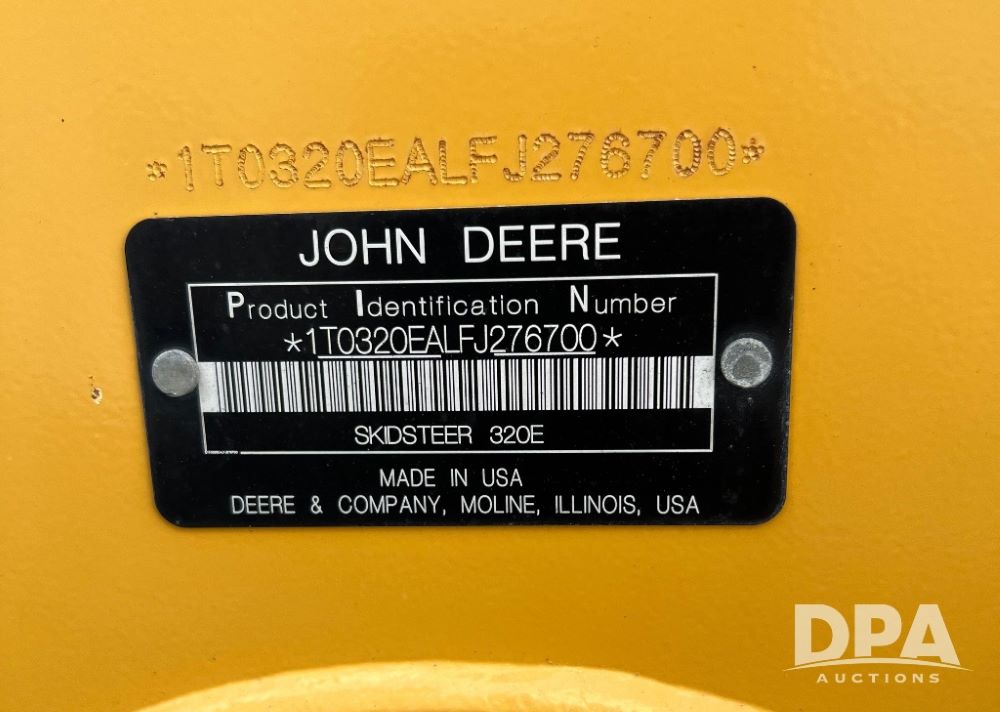 *1T0320EALFJ276700*
JOHN DEERE
Product Identification Number
*1T0320EALFJ276700*
SKIDSTEER 320E
MADE IN USA
DEERE & COMPANY, MOLINE, ILLINOIS, USA
DPA
AUCTIONS